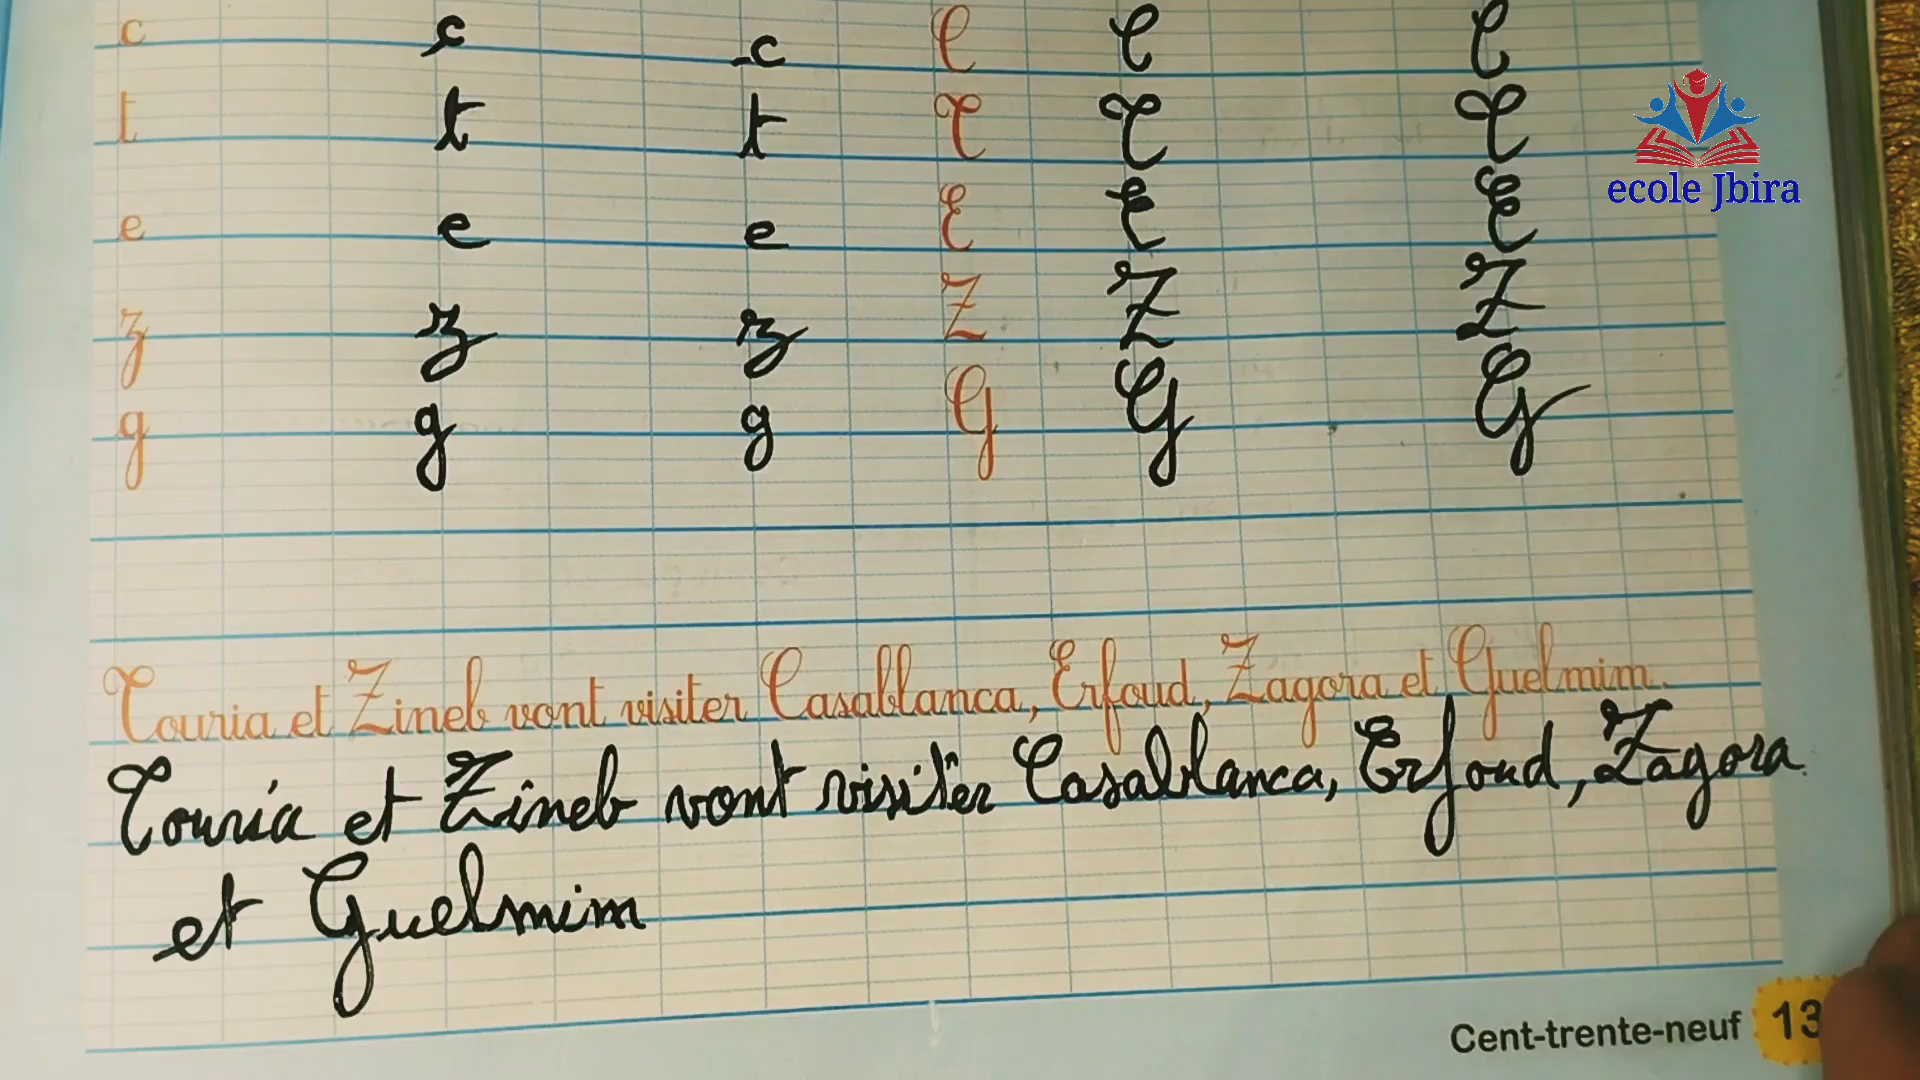 c c c C C C
t t t T T T
ecole Jbira
e e e E E E
z z z Z Z Z
g g g G G G
Touria et Zineb vont visiter Casablanca, Erfoud, Zagora et Guelmim.
Touria et Zineb vont visiter Casablanca, Erfoud, Zagora
et Guelmim
Cent-trente-neuf 13